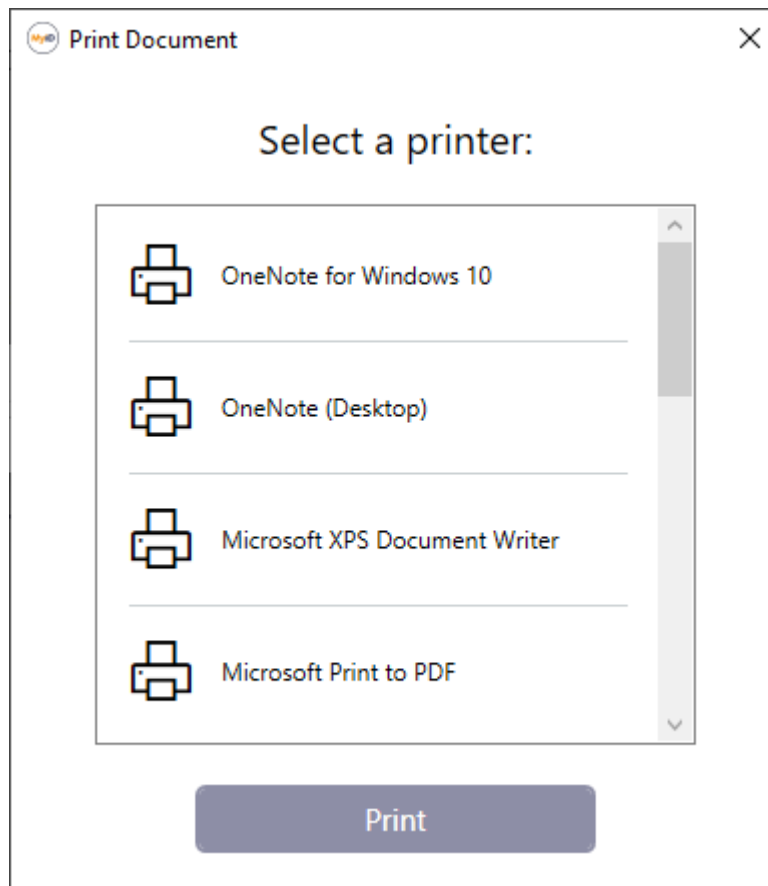 MyID Print Document
Select a printer:
OneNote for Windows 10
OneNote (Desktop)
Microsoft XPS Document Writer
Microsoft Print to PDF
Print